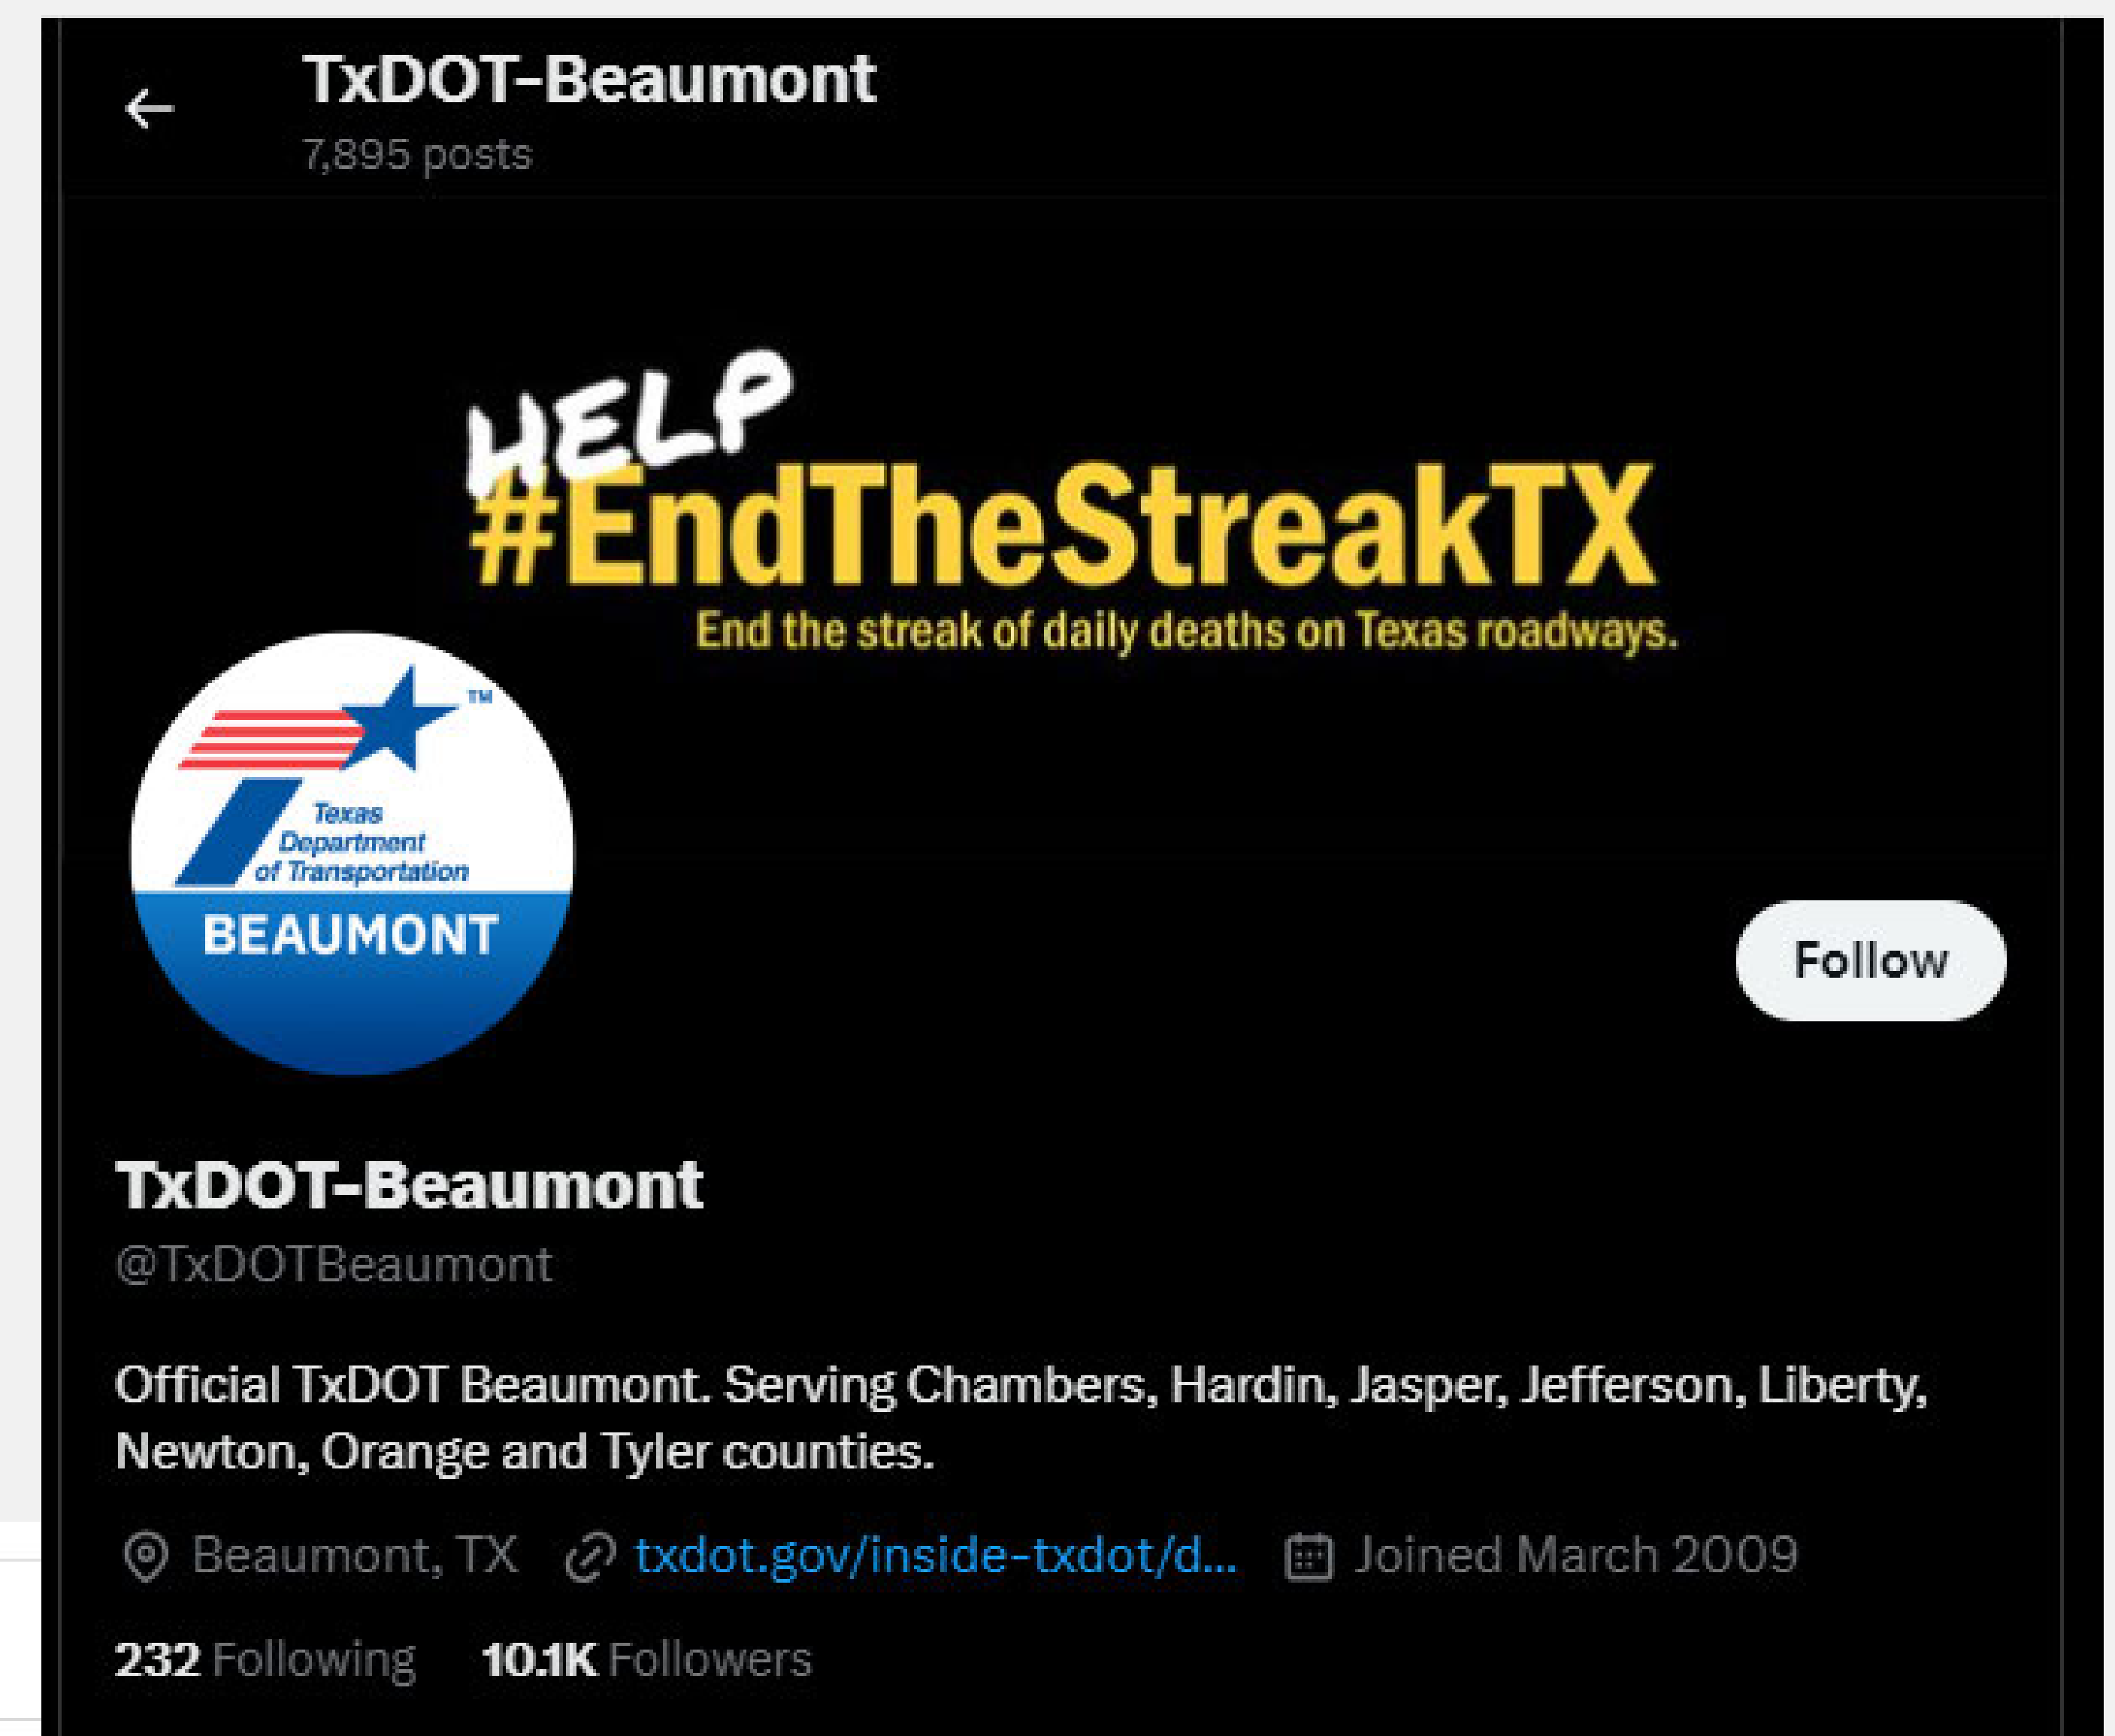 TxDOT-Beaumont
7,895 posts
HELP
#EndTheStreakTX
End the streak of daily deaths on Texas roadways.
TM
Texas
Department
of Transportation
BEAUMONT
Follow
TxDOT-Beaumont
@TxDOTBeaumont
Official TxDOT Beaumont. Serving Chambers, Hardin, Jasper, Jefferson, Liberty,
Newton, Orange and Tyler counties.
Beaumont, TX txdot.gov/inside-txdot/d... Joined March 2009
232 Following 10.1K Followers